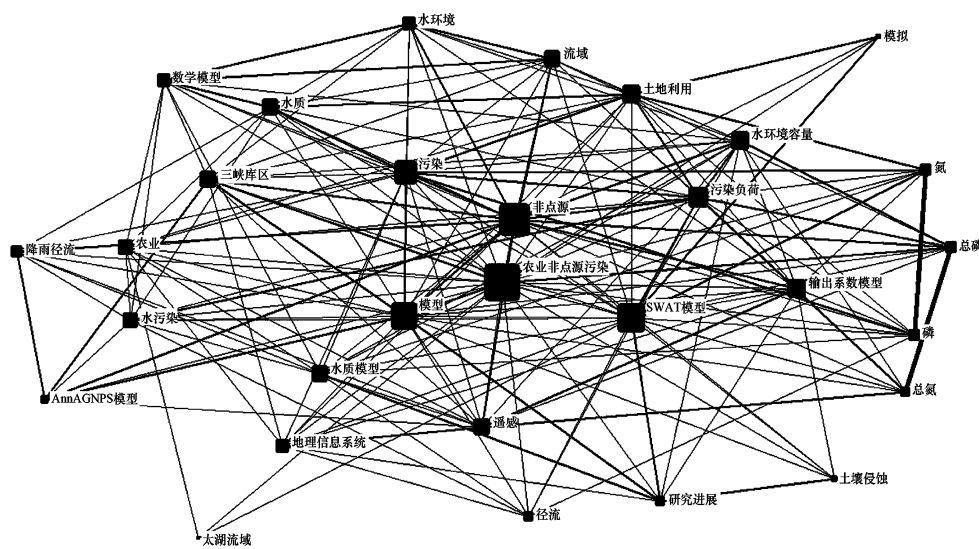 水环境
模拟
流域
数学模型
土地利用
水质
水环境容量
污染
氮
三峡库区
污染负荷
非点源
农业
总磷
降雨径流
农业非点源污染
输出系数模型
模型
SWAT模型
水污染
磷
水质模型
总氮
AnnAGNPS模型
遥感
地理信息系统
土壤侵蚀
研究进展
径流
太湖流域